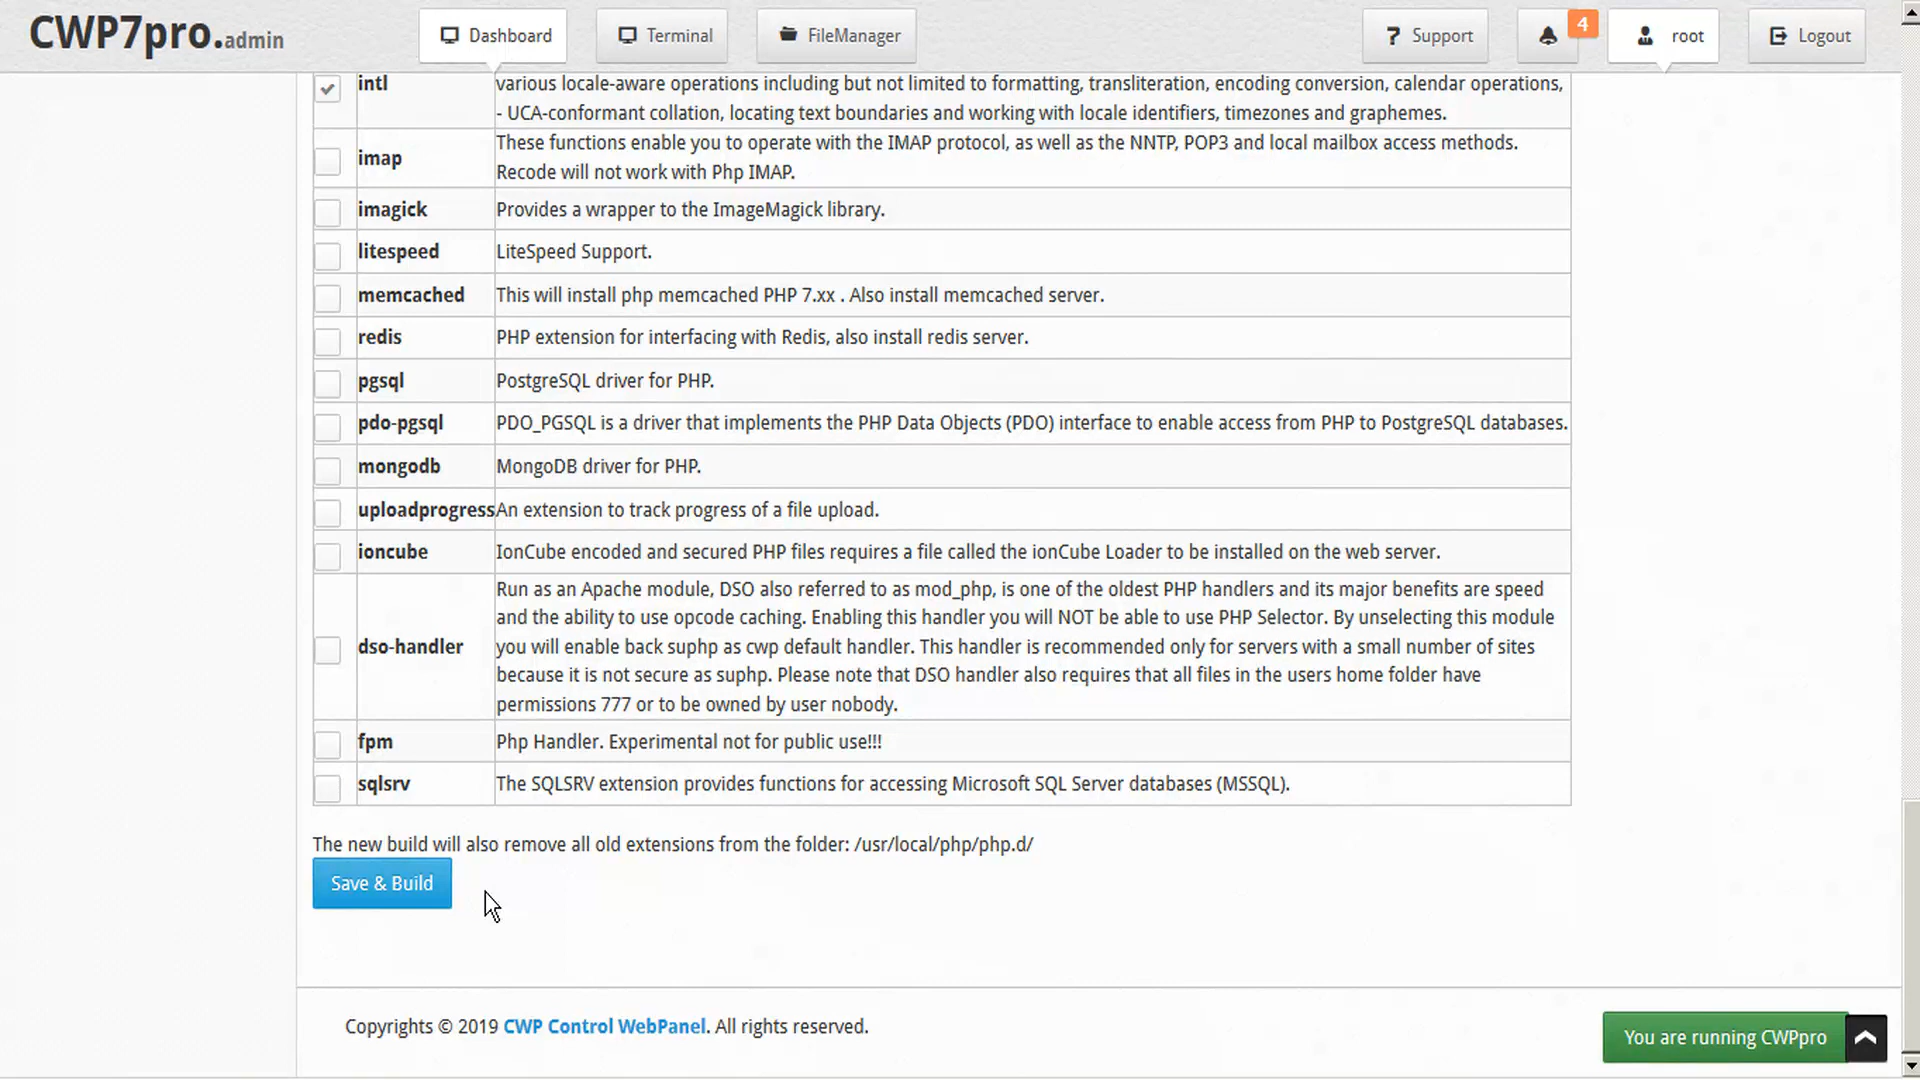 CWP7pro.admin
Dashboard
Terminal
FileManager
? Support
4
root
Logout
intl
various locale-aware operations including but not limited to formatting, transliteration, encoding conversion, calendar operations,
- UCA-conformant collation, locating text boundaries and working with locale identifiers, timezones and graphemes.
imap
These functions enable you to operate with the IMAP protocol, as well as the NNTP, POP3 and local mailbox access methods.
Recode will not work with Php IMAP.
imagick
Provides a wrapper to the ImageMagick library.
litespeed
LiteSpeed Support.
memcached
This will install php memcached PHP 7.xx . Also install memcached server.
redis
PHP extension for interfacing with Redis, also install redis server.
pgsql
PostgreSQL driver for PHP.
pdo-pgsql
PDO_PGSQL is a driver that implements the PHP Data Objects (PDO) interface to enable access from PHP to PostgreSQL databases.
mongodb
MongoDB driver for PHP.
uploadprogress
An extension to track progress of a file upload.
ioncube
IonCube encoded and secured PHP files requires a file called the ionCube Loader to be installed on the web server.
dso-handler
Run as an Apache module, DSO also referred to as mod_php, is one of the oldest PHP handlers and its major benefits are speed
and the ability to use opcode caching. Enabling this handler you will NOT be able to use PHP Selector. By unselecting this module
you will enable back suphp as cwp default handler. This handler is recommended only for servers with a small number of sites
because it is not secure as suphp. Please note that DSO handler also requires that all files in the users home folder have
permissions 777 or to be owned by user nobody.
fpm
Php Handler. Experimental not for public use!!!
sqlsrv
The SQLSRV extension provides functions for accessing Microsoft SQL Server databases (MSSQL).
The new build will also remove all old extensions from the folder: /usr/local/php/php.d/
Save & Build
Copyrights © 2019 CWP Control WebPanel. All rights reserved.
You are running CWPpro